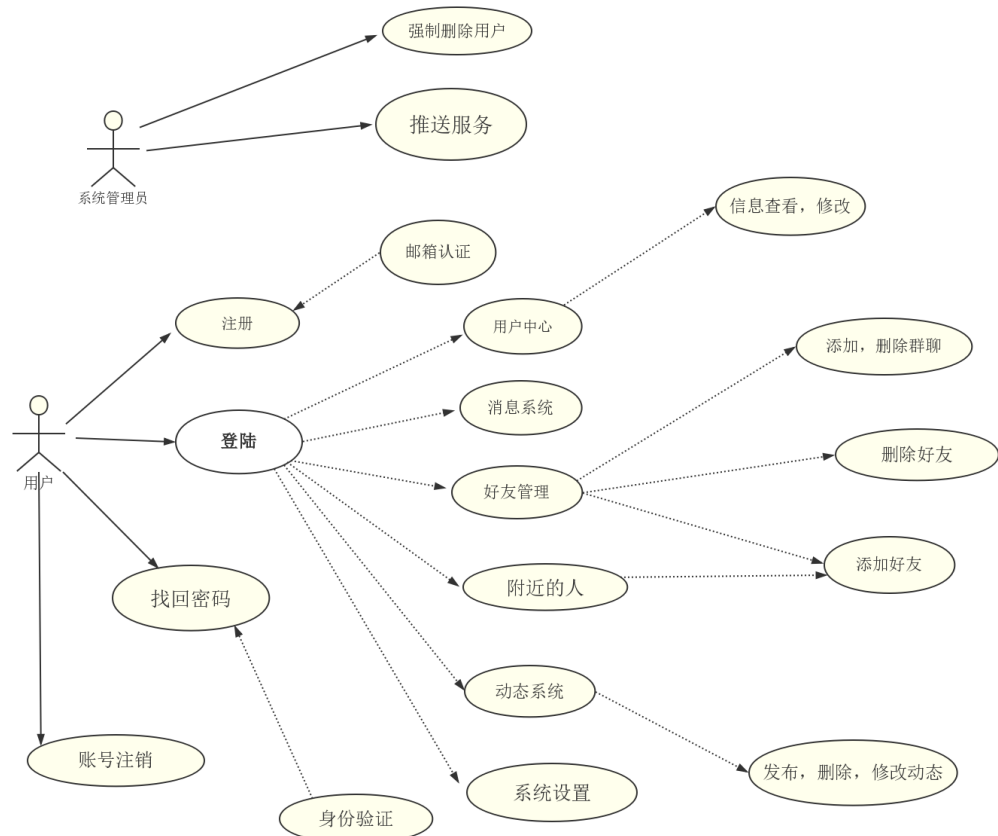 强制删除用户
推送服务
系统管理员
信息查看，修改
邮箱认证
注册
用户中心
添加，删除群聊
消息系统
登陆
删除好友
用户
好友管理
添加好友
附近的人
找回密码
动态系统
账号注销
发布，删除，修改动态
系统设置
身份验证